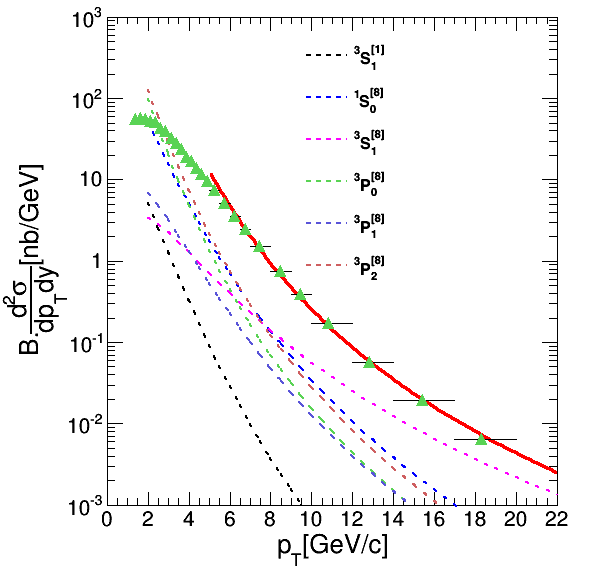 10³
10²
10
1
10⁻¹
10⁻²
10⁻³
B. d²σ/dp_Tdy [nb/GeV]
³S₁^[1]
¹S₀^[8]
³S₁^[8]
³P₀^[8]
³P₁^[8]
³P₂^[8]
0 2 4 6 8 10 12 14 16 18 20 22
p_T[GeV/c]